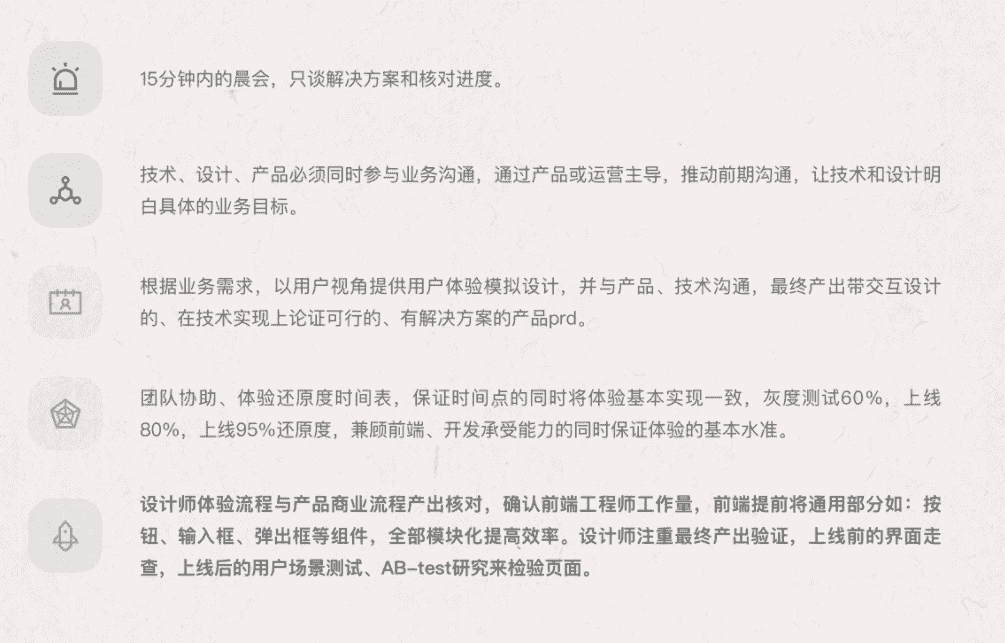 15分钟内的晨会，只谈解决方案和核对进度。
技术、设计、产品必须同时参与业务沟通，通过产品或运营主导，推动前期沟通，让技术和设计明
白具体的业务目标。
根据业务需求，以用户视角提供用户体验模拟设计，并与产品、技术沟通，最终产出带交互设计
的、在技术实现上论证可行的、有解决方案的产品prd。
团队协助、体验还原度时间表，保证时间点的同时将体验基本实现一致，灰度测试60%，上线
80%，上线95%还原度，兼顾前端、开发承受能力的同时保证体验的基本水准。
设计师体验流程与产品商业流程产出核对，确认前端工程师工作量，前端提前将通用部分如：按
钮、输入框、弹出框等组件，全部模块化提高效率。设计师注重最终产出验证，上线前的界面走
查，上线后的用户场景测试、AB-test研究来检验页面。